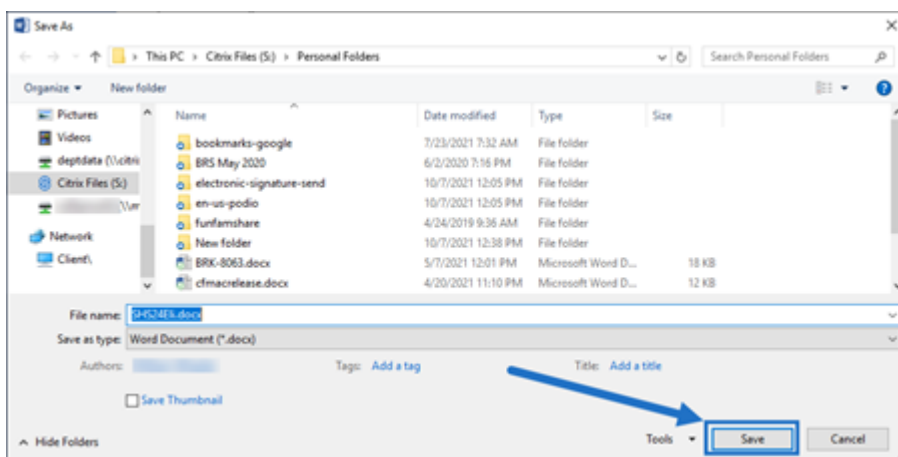 Save As
This PC > Citrix Files (S:) > Personal Folders Search Personal Folders
Organize New folder
Name Date modified Type Size
Pictures
Videos
deptdata (\\citrix
Citrix Files (S:)
Network
Client\
bookmarks-google 7/23/2021 7:32 AM File folder
BRS May 2020 6/2/2020 7:16 PM File folder
electronic-signature-send 10/7/2021 12:05 PM File folder
en-us-podio 10/7/2021 12:05 PM File folder
funfamshare 4/24/2019 9:36 AM File folder
New folder 10/7/2021 12:38 PM File folder
BRK-8063.docx 5/7/2021 12:01 PM Microsoft Word D... 18 KB
cfmacrelease.docx 4/20/2021 11:10 PM Microsoft Word D... 12 KB
File name:
Save as type: Word Document (*.docx)
Authors: Tags: Add a tag Title: Add a title
Save Thumbnail
Hide Folders Tools Save Cancel